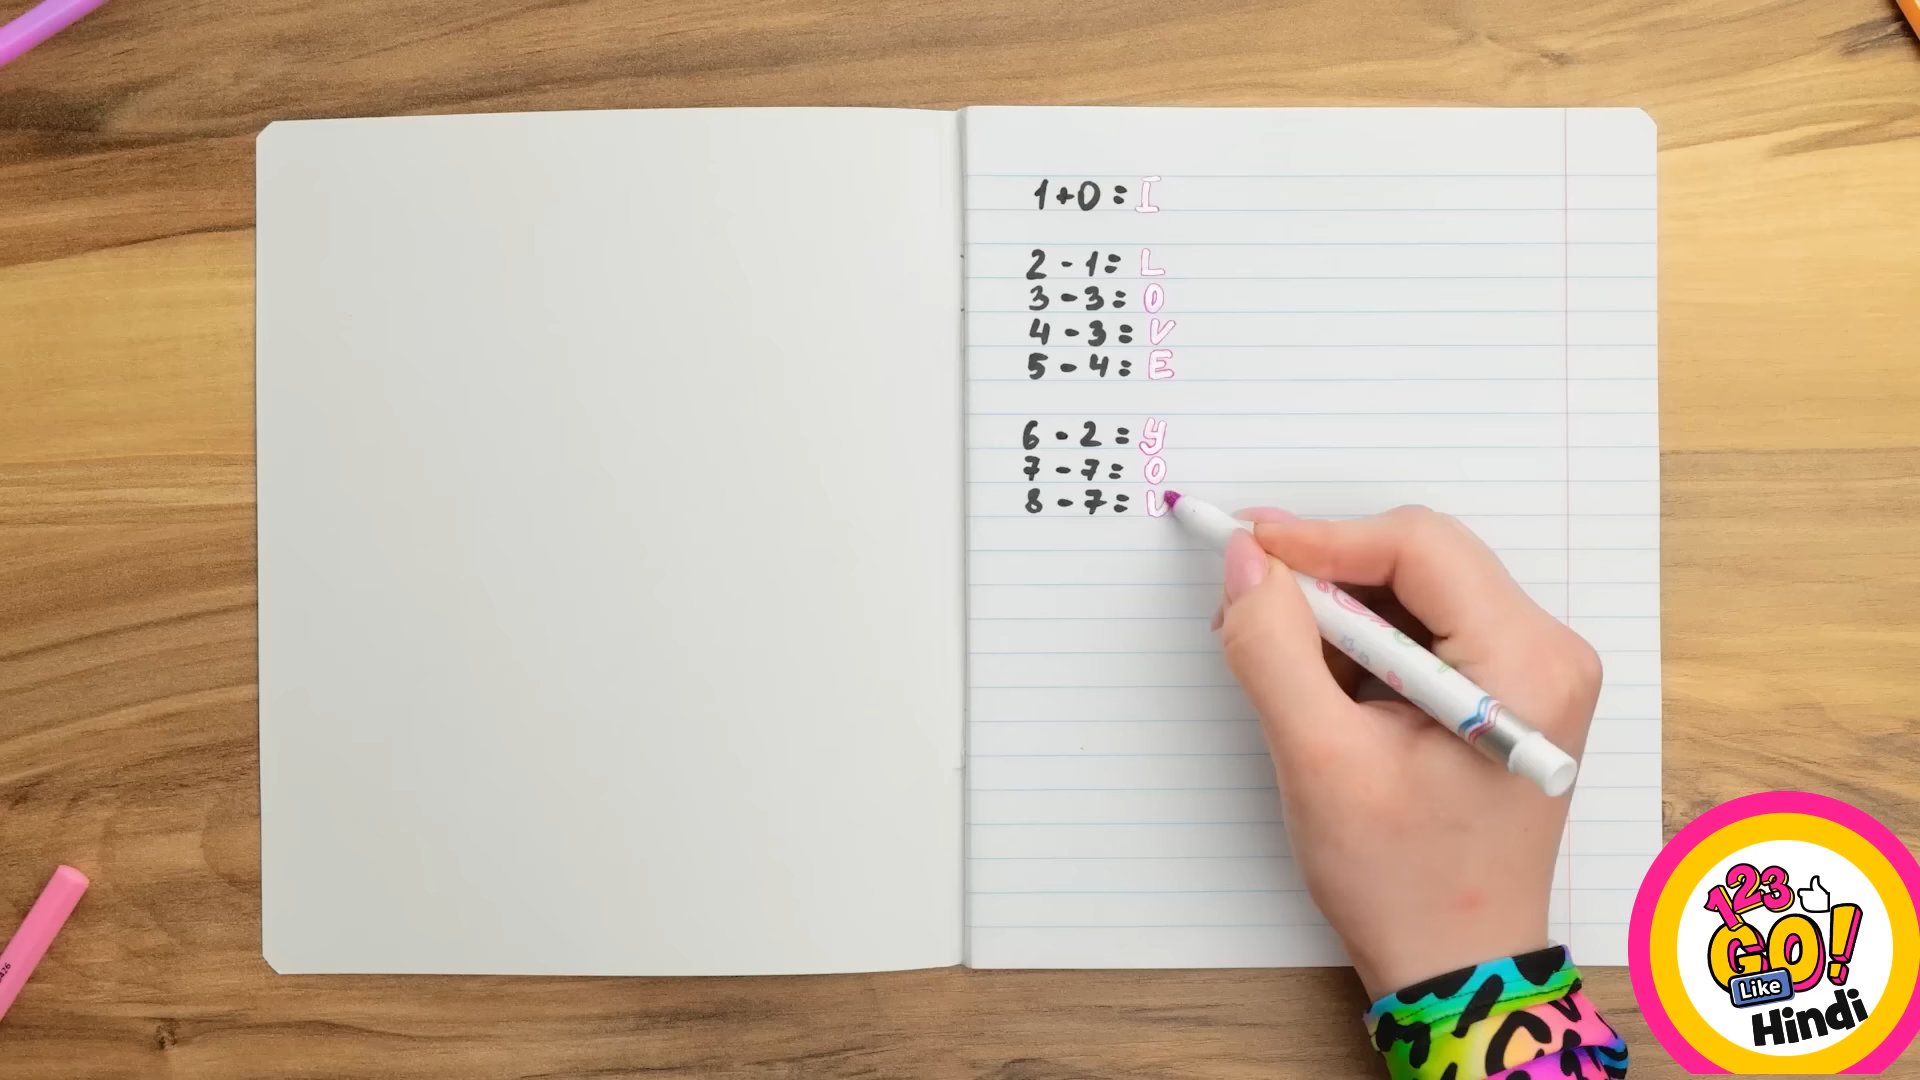 1+0=I
2-1=L
3-3=O
4-3=V
5-4=E
6-2=Y
7-7=O
8-7=U
123
GO!
Like
Hindi